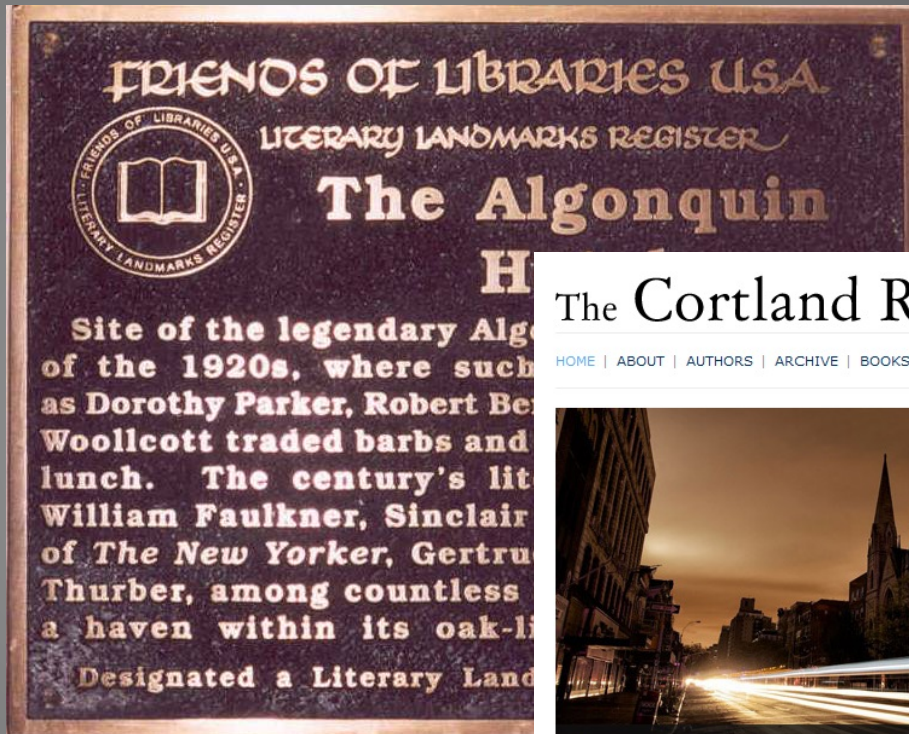 FRIENDS OF LIBRARIES USA
LITERARY LANDMARKS REGISTER
FRIENDS OF LIBRARIES U.S.A. · LITERARY LANDMARKS REGISTER ·
The Algonquin
H
Site of the legendary Algo
of the 1920s, where such
as Dorothy Parker, Robert Be
Woollcott traded barbs and
lunch. The century's lit
William Faulkner, Sinclair
of The New Yorker, Gertru
Thurber, among countless
a haven within its oak-li
Designated a Literary Land
The Cortland R
HOME | ABOUT | AUTHORS | ARCHIVE | BOOKS